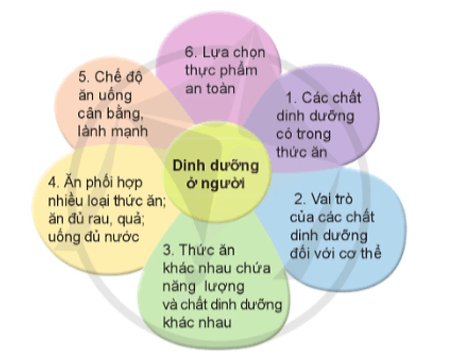 Dinh dưỡng
ở người
1. Các chất
dinh dưỡng
có trong
thức ăn
2. Vai trò
của các chất
dinh dưỡng
đối với cơ thể
3. Thức ăn
khác nhau chứa
năng lượng
và chất dinh dưỡng
khác nhau
4. Ăn phối hợp
nhiều loại thức ăn;
ăn đủ rau, quả;
uống đủ nước
5. Chế độ
ăn uống
cân bằng,
lành mạnh
6. Lựa chọn
thực phẩm
an toàn